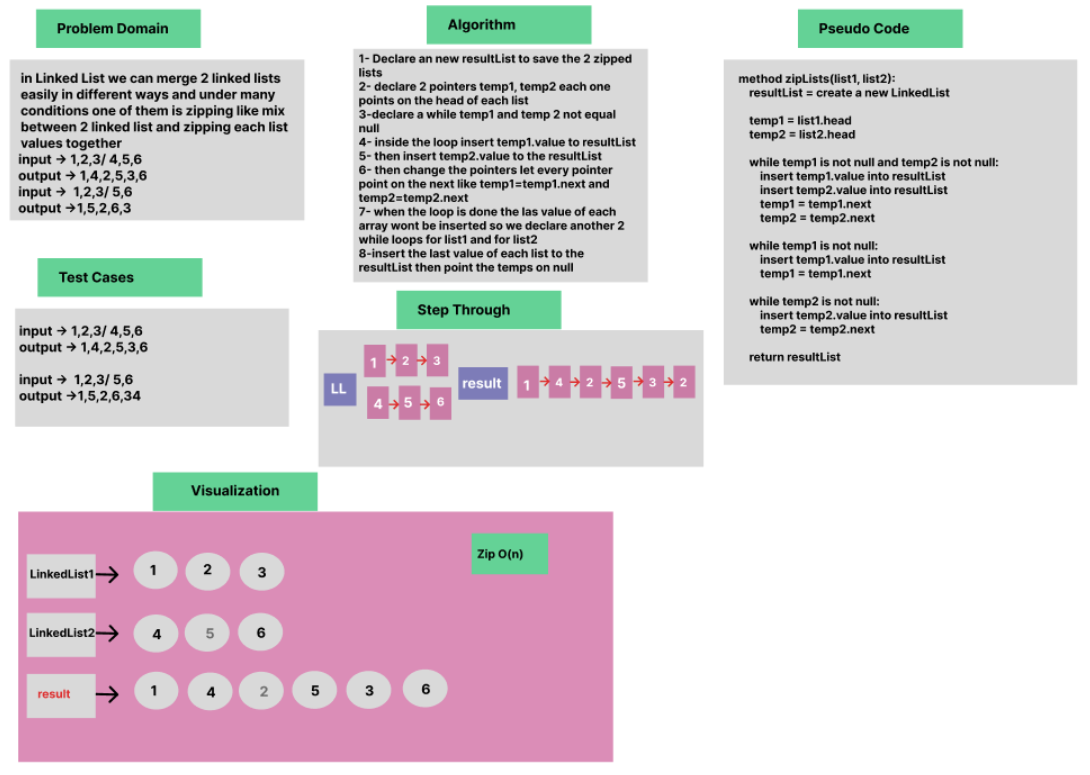 Problem Domain
in Linked List we can merge 2 linked lists
easily in different ways and under many
conditions one of them is zipping like mix
between 2 linked list and zipping each list
values together
input → 1,2,3/ 4,5,6
output → 1,4,2,5,3,6
input → 1,2,3/ 5,6
output →1,5,2,6,3
Test Cases
input → 1,2,3/ 4,5,6
output → 1,4,2,5,3,6
input → 1,2,3/ 5,6
output →1,5,2,6,34
Algorithm
1- Declare an new resultList to save the 2 zipped
lists
2- declare 2 pointers temp1, temp2 each one
points on the head of each list
3-declare a while temp1 and temp 2 not equal
null
4- inside the loop insert temp1.value to resultList
5- then insert temp2.value to the resultList
6- then change the pointers let every pointer
point on the next like temp1=temp1.next and
temp2=temp2.next
7- when the loop is done the las value of each
array wont be inserted so we declare another 2
while loops for list1 and for list2
8-insert the last value of each list to the
resultList then point the temps on null
Step Through
LL
1 → 2 → 3
4 → 5 → 6
result
1 → 4 → 2 → 5 → 3 → 2
Pseudo Code
method zipLists(list1, list2):
resultList = create a new LinkedList
temp1 = list1.head
temp2 = list2.head
while temp1 is not null and temp2 is not null:
insert temp1.value into resultList
insert temp2.value into resultList
temp1 = temp1.next
temp2 = temp2.next
while temp1 is not null:
insert temp1.value into resultList
temp1 = temp1.next
while temp2 is not null:
insert temp2.value into resultList
temp2 = temp2.next
return resultList
Visualization
Zip O(n)
LinkedList1 → 1 2 3
LinkedList2 → 4 5 6
result → 1 4 2 5 3 6